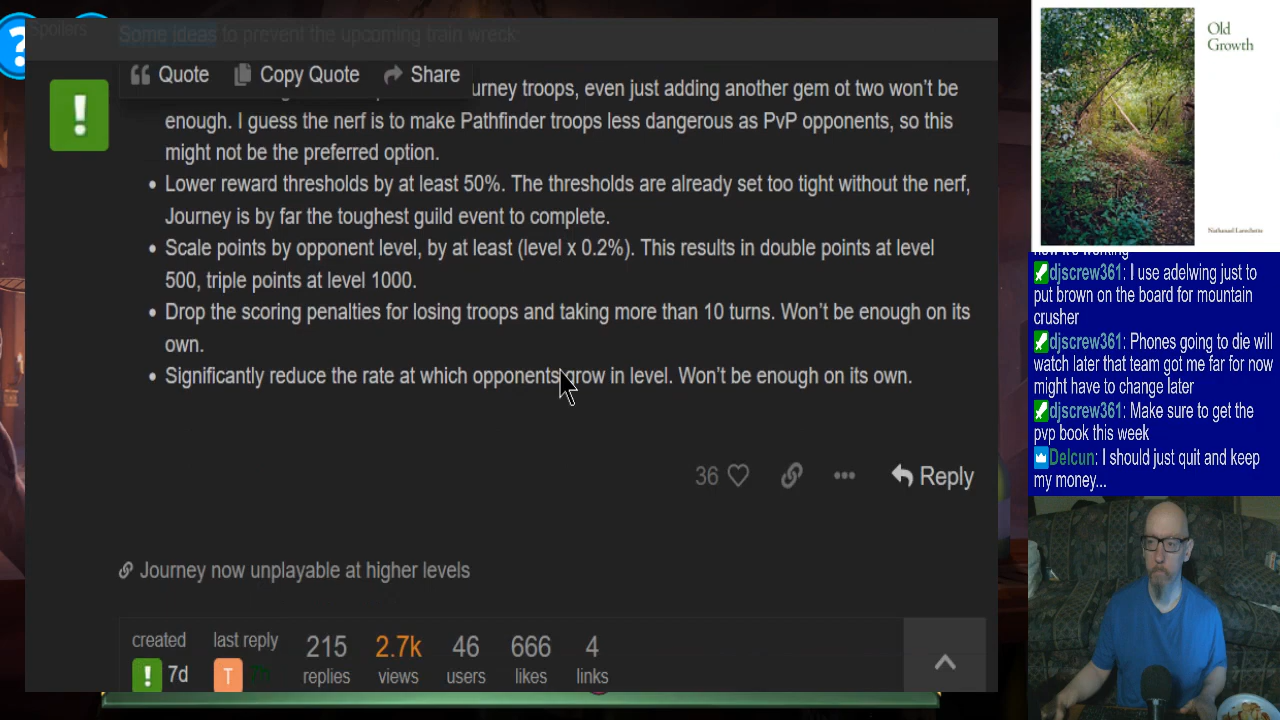 Spoilers
Some ideas to prevent the upcoming train wreck:
Quote Copy Quote Share
urney troops, even just adding another gem ot two won't be
enough. I guess the nerf is to make Pathfinder troops less dangerous as PvP opponents, so this
might not be the preferred option.
• Lower reward thresholds by at least 50%. The thresholds are already set too tight without the nerf,
Journey is by far the toughest guild event to complete.
• Scale points by opponent level, by at least (level x 0.2%). This results in double points at level
500, triple points at level 1000.
• Drop the scoring penalties for losing troops and taking more than 10 turns. Won't be enough on its
own.
• Significantly reduce the rate at which opponents grow in level. Won't be enough on its own.
36 Reply
Journey now unplayable at higher levels
created last reply 215 2.7k 46 666 4
! 7d T replies views users likes links
Old
Growth
djscrew361: I use adelwing just to
put brown on the board for mountain
crusher
djscrew361: Phones going to die will
watch later that team got me far for now
might have to change later
djscrew361: Make sure to get the
pvp book this week
Delcun: I should just quit and keep
my money...